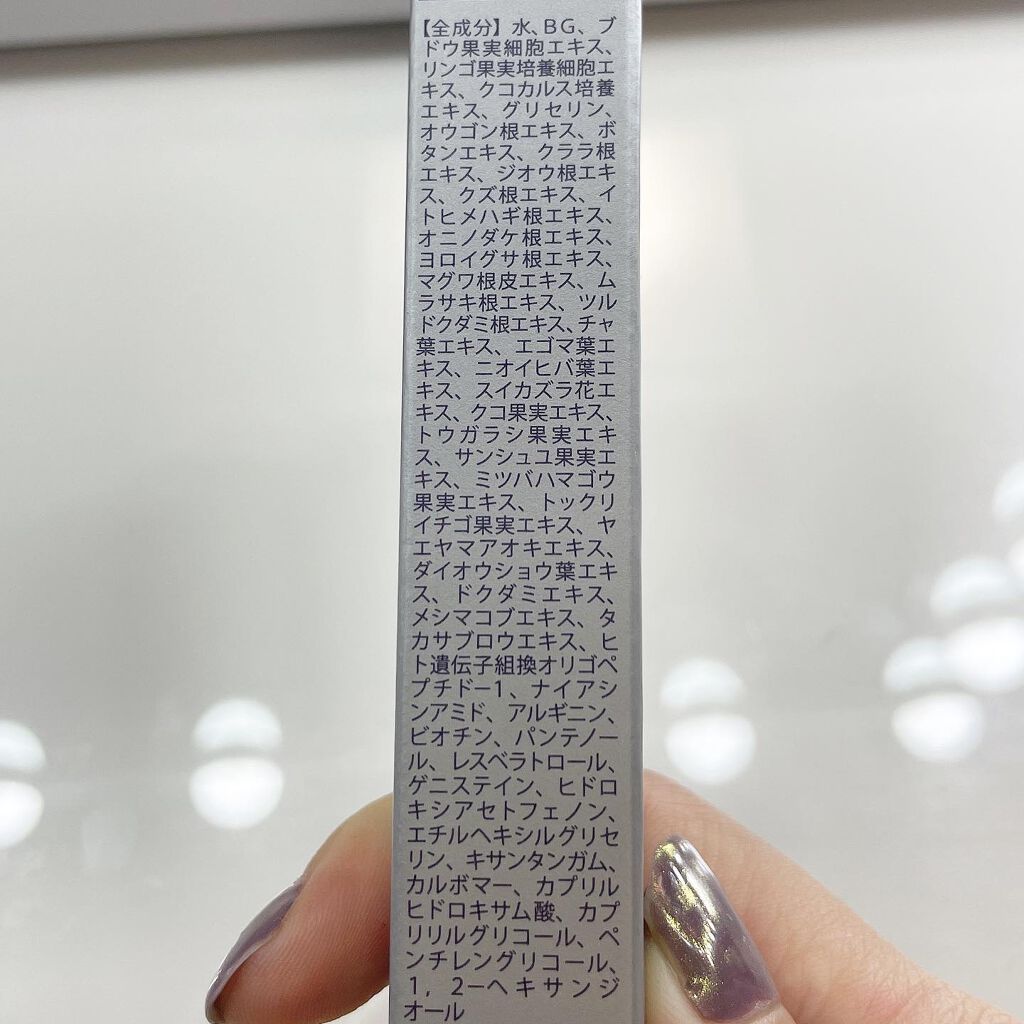 【全成分】水、BG、ブ
ドウ果実細胞エキス、
リンゴ果実培養細胞エ
キス、クコカルス培養
エキス、グリセリン、
オウゴン根エキス、ボ
タンエキス、クララ根
エキス、ジオウ根エキ
ス、クズ根エキス、イ
トヒメハギ根エキス、
オニノダケ根エキス、
ヨロイグサ根エキス、
マグワ根皮エキス、ム
ラサキ根エキス、ツル
ドクダミ根エキス、チャ
葉エキス、エゴマ葉エ
キス、ニオイヒバ葉エ
キス、スイカズラ花エ
キス、クコ果実エキス、
トウガラシ果実エキ
ス、サンシュユ果実エ
キス、ミツバハマゴウ
果実エキス、トックリ
イチゴ果実エキス、ヤ
エヤマアオキエキス、
ダイオウショウ葉エキ
ス、ドクダミエキス、
メシマコブエキス、タ
カサブロウエキス、ヒ
ト遺伝子組換オリゴペ
プチドー1、ナイアシ
ンアミド、アルギニン、
ビオチン、パンテノー
ル、レスベラトロール、
ゲニステイン、ヒドロ
キシアセトフェノン、
エチルヘキシルグリセ
リン、キサンタンガム、
カルボマー、カプリル
ヒドロキサム酸、カプ
リリルグリコール、ペ
ンチレングリコール、
1，2ーヘキサンジ
オール